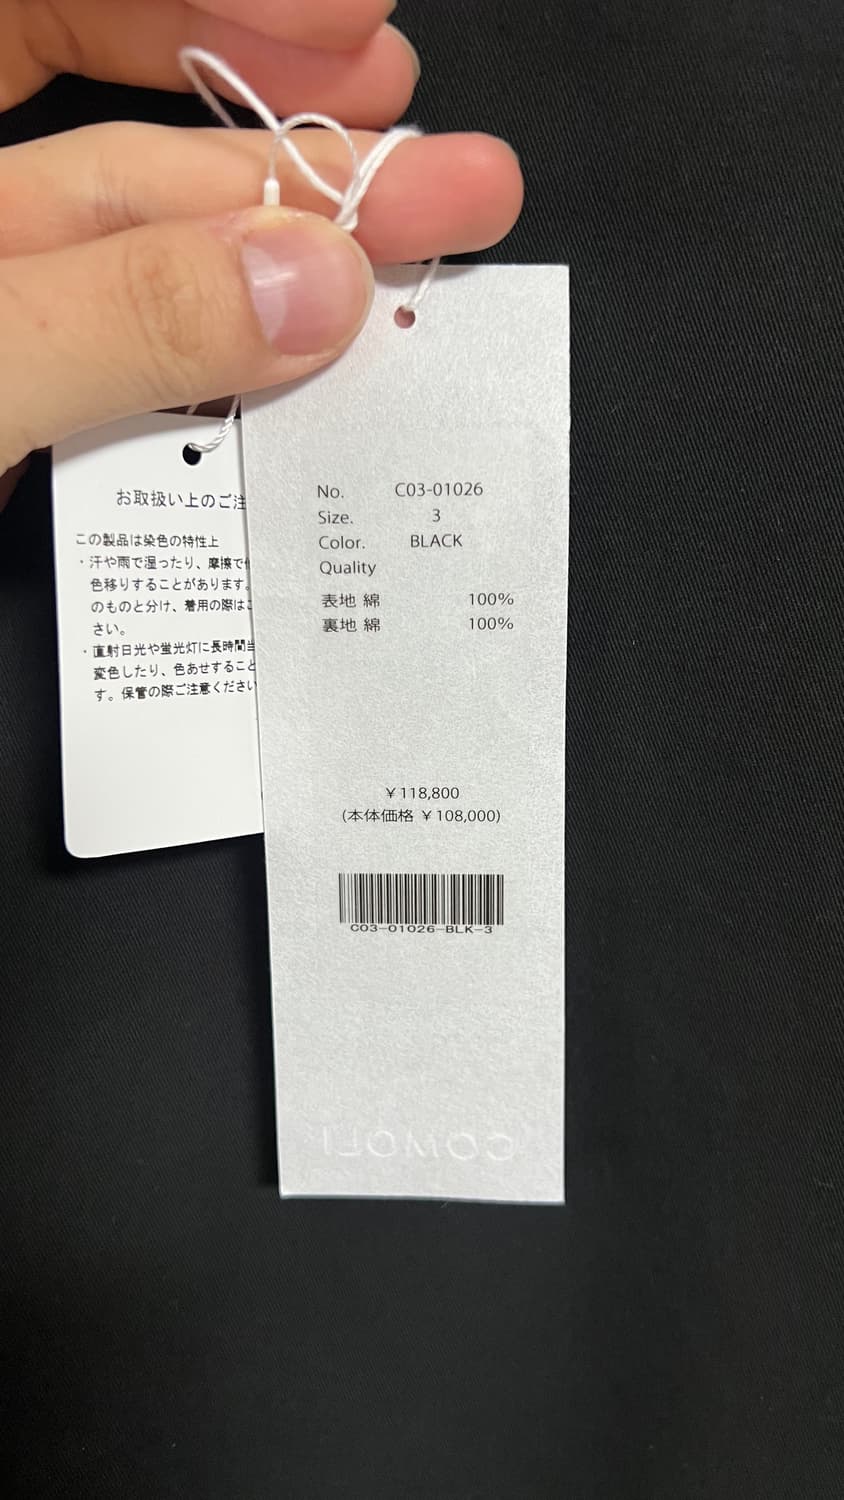 お取扱い上のご注
この製品は染色の特性上
・汗や雨で湿ったり、摩擦で
色移りすることがあります。
のものと分け、着用の際は
さい。
・直射日光や蛍光灯に長時間当
変色したり、色あせすること
す。保管の際ご注意ください
No. C03-01026
Size. 3
Color. BLACK
Quality
表地 綿 100%
裏地 綿 100%
￥118,800
(本体価格 ￥108,000)
C03-01026-BLK-3
COMOLI